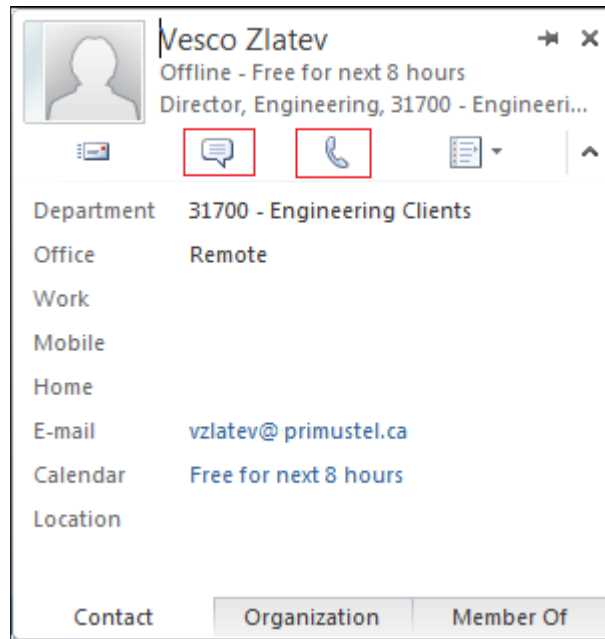 Vesco Zlatev
Offline - Free for next 8 hours
Director, Engineering, 31700 - Engineeri...
Department 31700 - Engineering Clients
Office Remote
Work
Mobile
Home
E-mail vzlatev@ primustel.ca
Calendar Free for next 8 hours
Location
Contact Organization Member Of